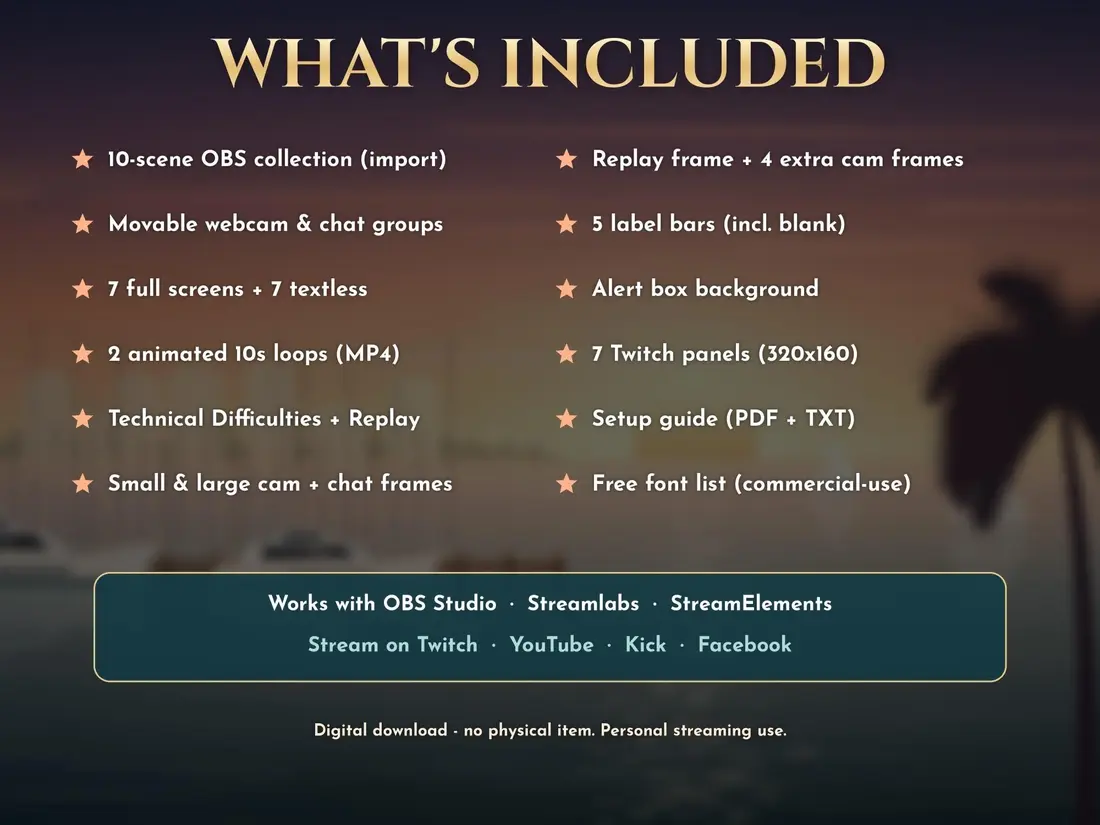 WHAT'S INCLUDED
10-scene OBS collection (import)
Movable webcam & chat groups
7 full screens + 7 textless
2 animated 10s loops (MP4)
Technical Difficulties + Replay
Small & large cam + chat frames
Replay frame + 4 extra cam frames
5 label bars (incl. blank)
Alert box background
7 Twitch panels (320x160)
Setup guide (PDF + TXT)
Free font list (commercial-use)
Works with OBS Studio · Streamlabs · StreamElements
Stream on Twitch · YouTube · Kick · Facebook
Digital download - no physical item. Personal streaming use.